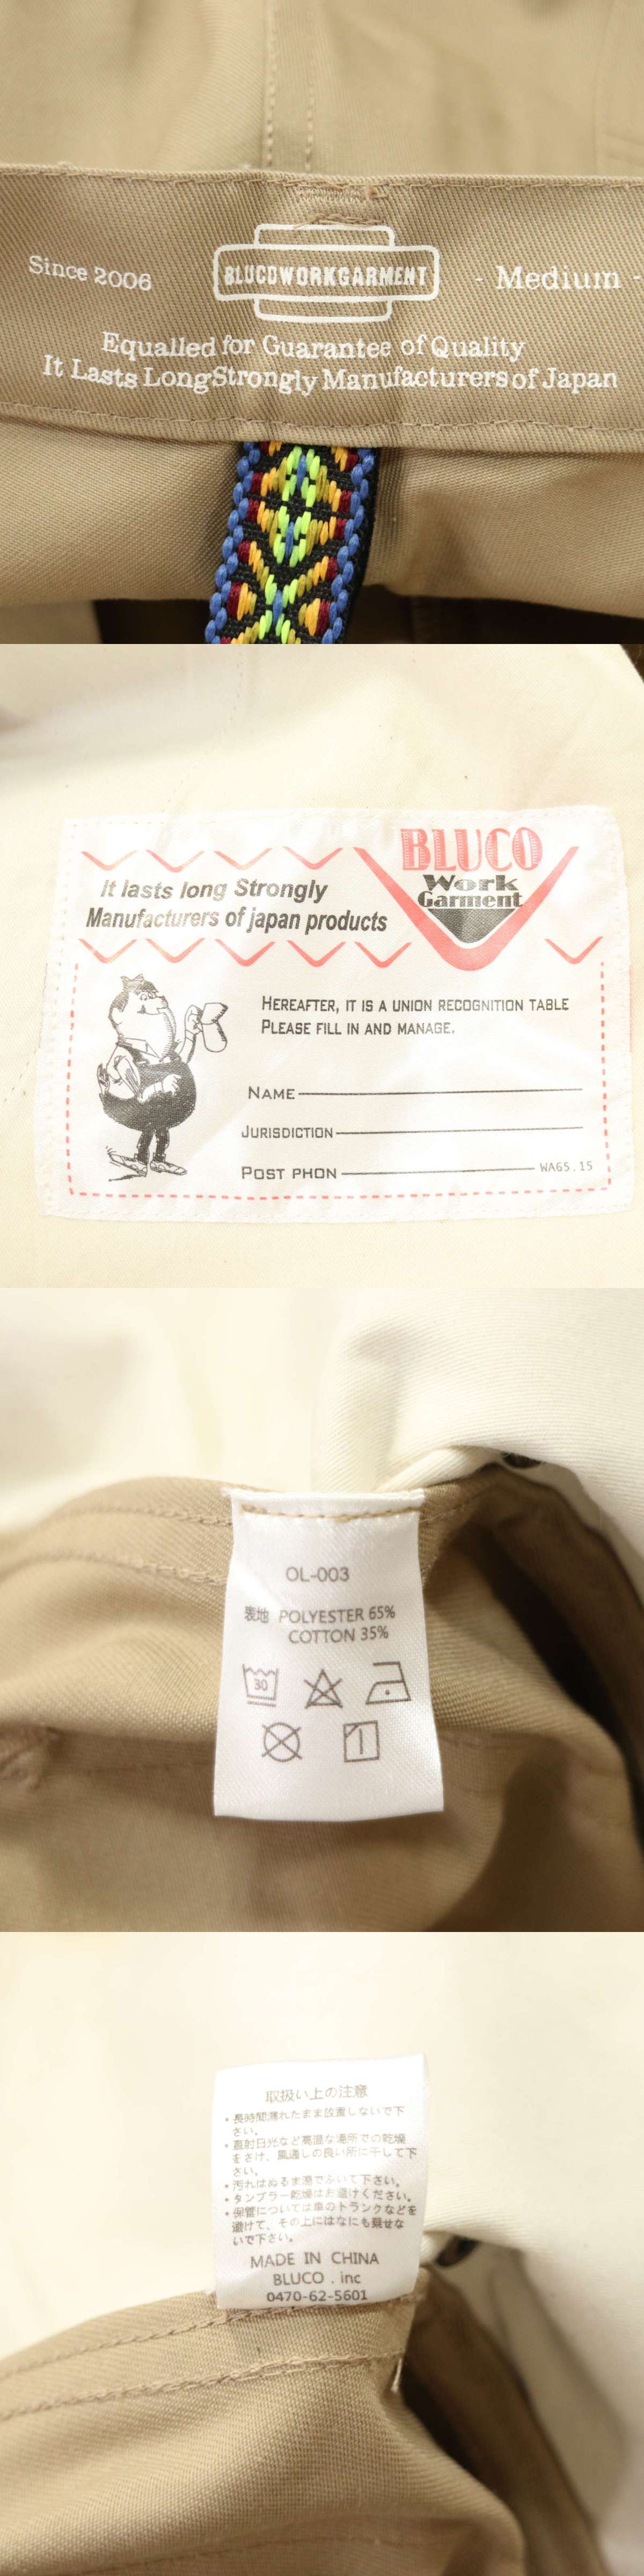 Since 2006
BLUCOWORKGARMENT
- Medium -
Equalled for Guarantee of Quality
It Lasts Long Strongly Manufacturers of Japan
BLUCO
Work
Garment
It lasts long Strongly
Manufacturers of japan products
HEREAFTER, IT IS A UNION RECOGNITION TABLE
PLEASE FILL IN AND MANAGE.
NAME
JURISDICTION
POST PHON
WA65.15
OL-003
表地 POLYESTER 65%
COTTON 35%
30
取扱い上の注意
・長時間濡れたまま放置しないで下
さい。
・直射日光など高温な場所での乾燥
をさけ、風通しの良い所に干して下
さい。
・汚れはぬるま湯でふいて下さい。
・タンブラー乾燥はお避けください。
・保管については車のトランクなどを
避けて、その上にはなにも乗せな
いで下さい。
MADE IN CHINA
BLUCO . inc
0470-62-5601